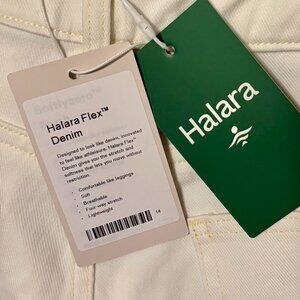 Softlyzero™
Halara Flex™
Denim
Designed to look like denim, innovated
to feel like athleisure. Halara Flex™
Denim gives you the stretch and
softness that lets you move without
restriction.
· Comfortable like leggings
· Soft
· Breathable
· Four way stretch
· Lightweight
14
Halara